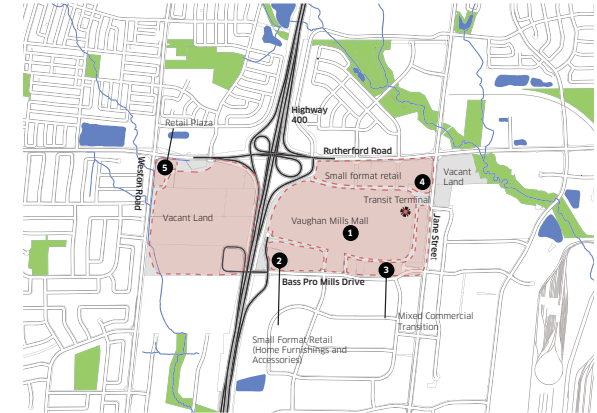 Highway
400
Retail Plaza
Rutherford Road
5
Weston Road
Small format retail
4
Vacant
Land
Transit Terminal
Vacant Land
Vaughan Mills Mall
1
Jane Street
2
3
Bass Pro Mills Drive
Mixed Commercial
Transition
Small Format Retail
(Home Furnishings and
Accessories)